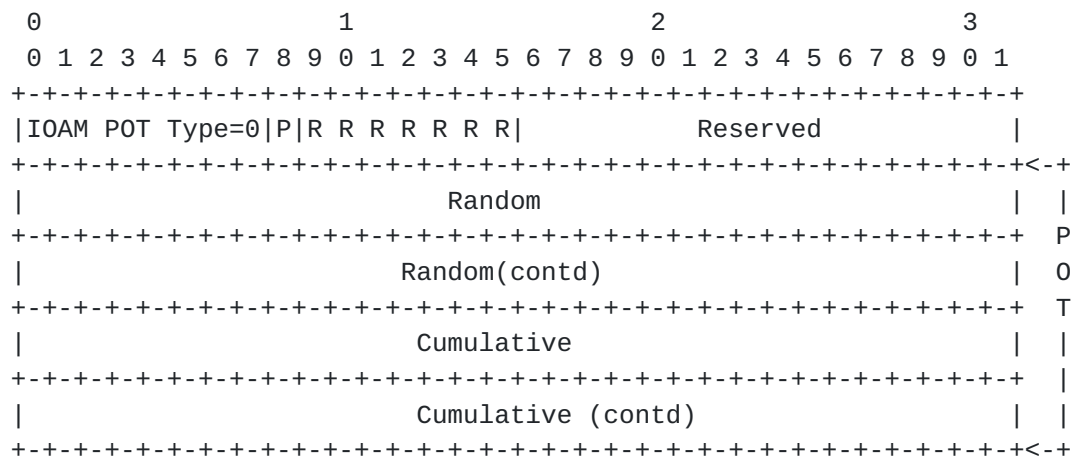 0                   1                   2                   3
 0 1 2 3 4 5 6 7 8 9 0 1 2 3 4 5 6 7 8 9 0 1 2 3 4 5 6 7 8 9 0 1
+-+-+-+-+-+-+-+-+-+-+-+-+-+-+-+-+-+-+-+-+-+-+-+-+-+-+-+-+-+-+-+-+
|IOAM POT Type=0|P|R R R R R R R|           Reserved            |
+-+-+-+-+-+-+-+-+-+-+-+-+-+-+-+-+-+-+-+-+-+-+-+-+-+-+-+-+-+-+-+-+<-+
|                           Random                              |  |
+-+-+-+-+-+-+-+-+-+-+-+-+-+-+-+-+-+-+-+-+-+-+-+-+-+-+-+-+-+-+-+-+  P
|                        Random(contd)                          |  O
+-+-+-+-+-+-+-+-+-+-+-+-+-+-+-+-+-+-+-+-+-+-+-+-+-+-+-+-+-+-+-+-+  T
|                         Cumulative                            |  |
+-+-+-+-+-+-+-+-+-+-+-+-+-+-+-+-+-+-+-+-+-+-+-+-+-+-+-+-+-+-+-+-+  |
|                         Cumulative (contd)                    |  |
+-+-+-+-+-+-+-+-+-+-+-+-+-+-+-+-+-+-+-+-+-+-+-+-+-+-+-+-+-+-+-+-+<-+